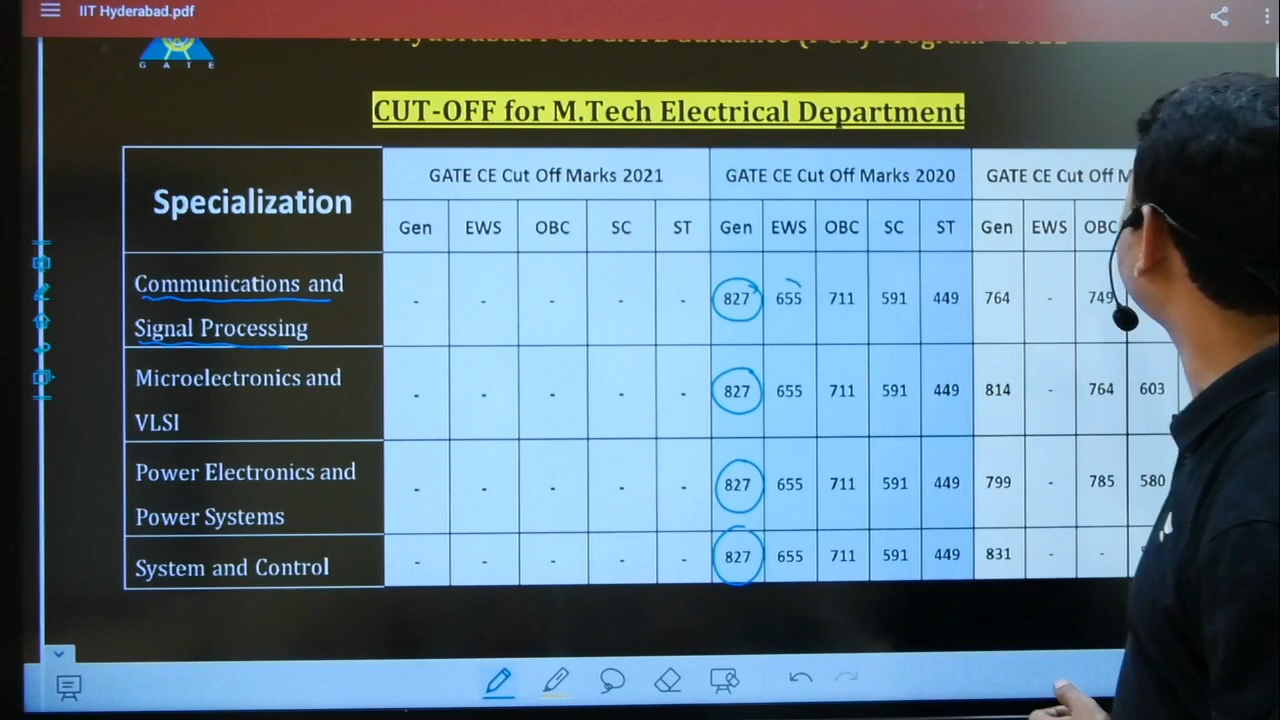 IIT Hyderabad.pdf
G A T E
CUT-OFF for M.Tech Electrical Department
Specialization
GATE CE Cut Off Marks 2021 GATE CE Cut Off Marks 2020 GATE CE Cut Off
Gen EWS OBC SC ST Gen EWS OBC SC ST Gen EWS OBC
Communications and
Signal Processing
- - - - - 827 655 711 591 449 764 - 749
Microelectronics and
VLSI
- - - - - 827 655 711 591 449 814 - 764 603
Power Electronics and
Power Systems
- - - - - 827 655 711 591 449 799 - 785 580
System and Control
- - - - - 827 655 711 591 449 831 - -